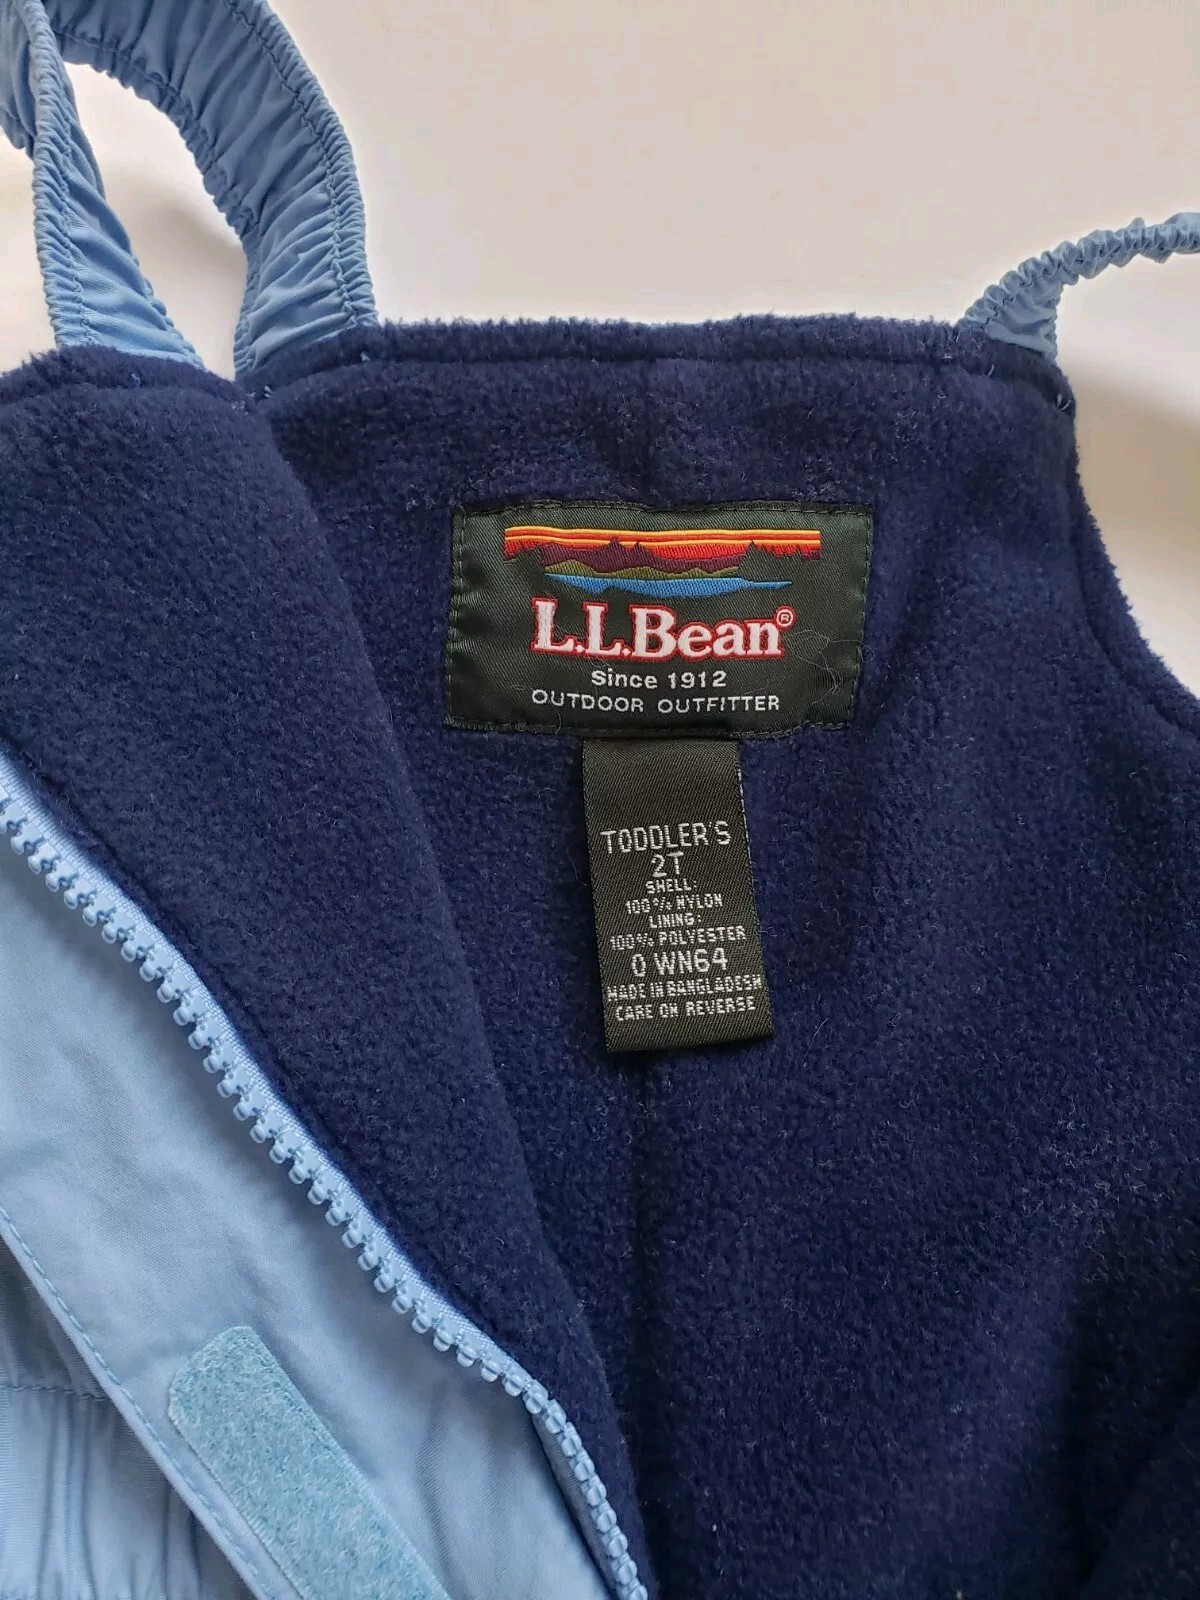 L.L.Bean®
Since 1912
OUTDOOR OUTFITTER
TODDLER'S
2T
SHELL:
100% NYLON
LINING:
100% POLYESTER
0 WN64
MADE IN BANGLADESH
CARE ON REVERSE